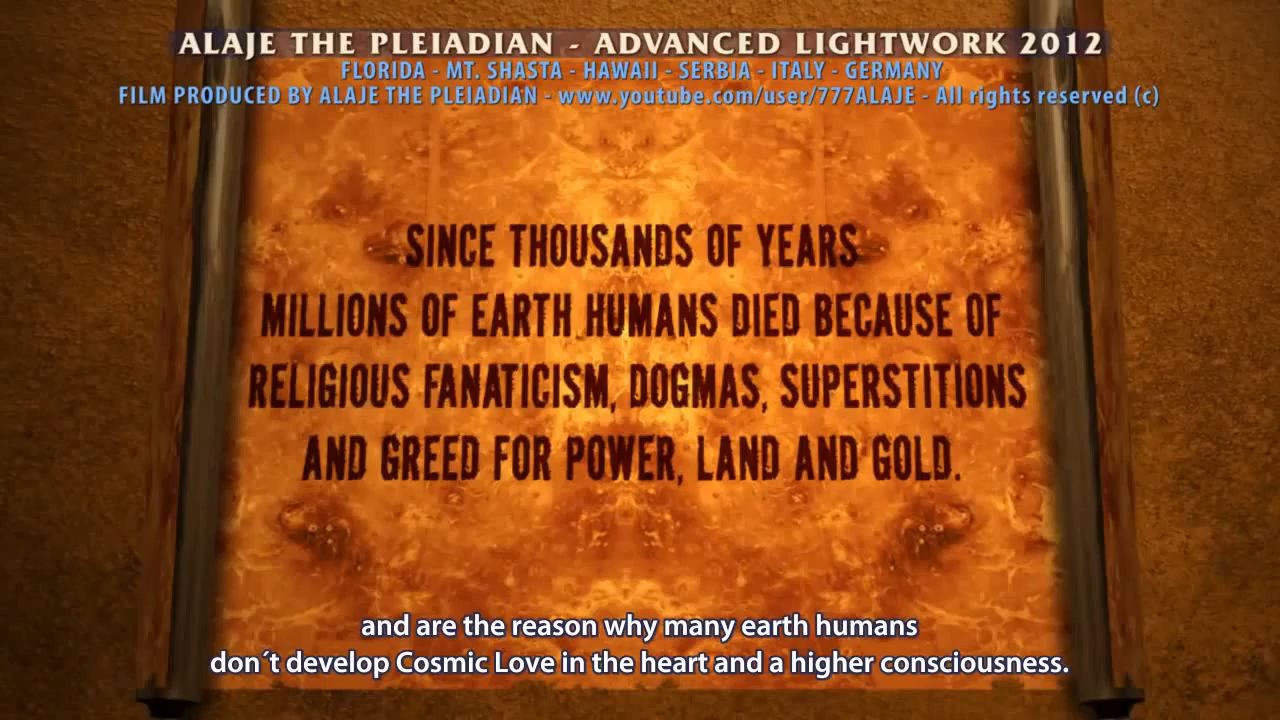 ALAJE THE PLEIADIAN - ADVANCED LIGHTWORK 2012
FLORIDA - MT. SHASTA - HAWAII - SERBIA - ITALY - GERMANY
FILM PRODUCED BY ALAJE THE PLEIADIAN - www.youtube.com/user/777ALAJE - All rights reserved (c)
SINCE THOUSANDS OF YEARS
MILLIONS OF EARTH HUMANS DIED BECAUSE OF
RELIGIOUS FANATICISM, DOGMAS, SUPERSTITIONS
AND GREED FOR POWER, LAND AND GOLD.
and are the reason why many earth humans
don´t develop Cosmic Love in the heart and a higher consciousness.